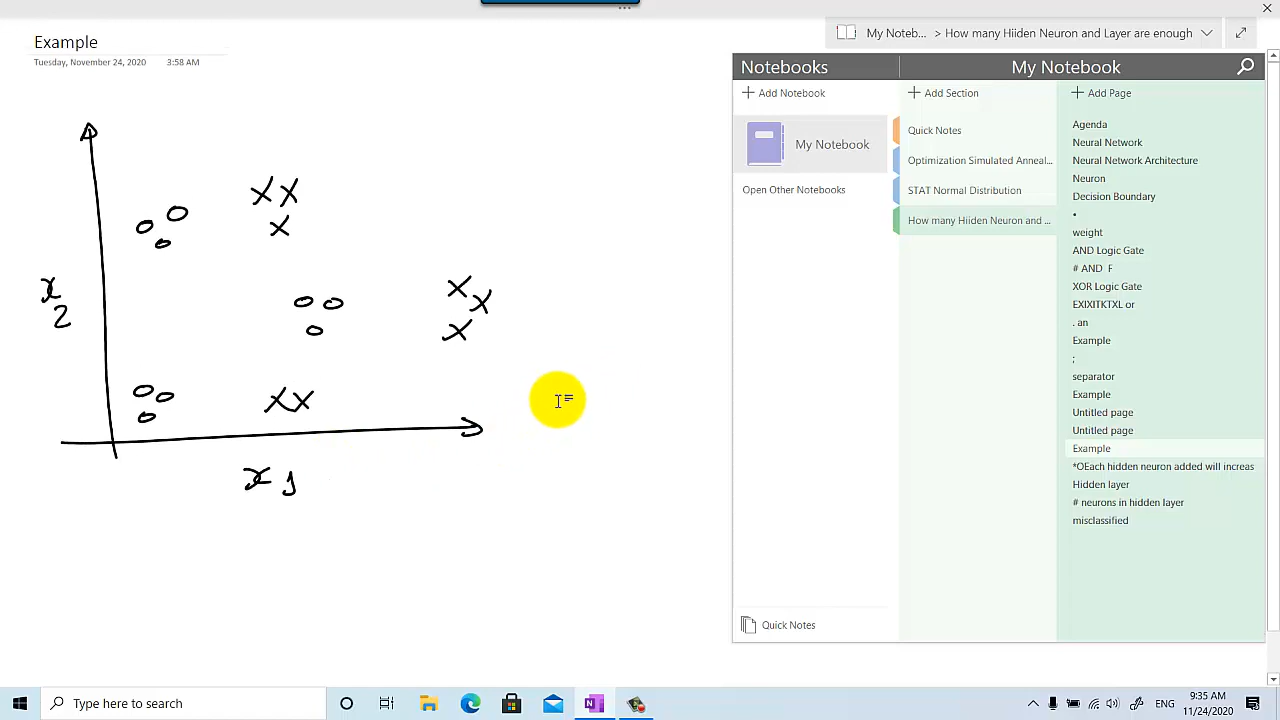 Example
Tuesday, November 24, 2020 3:58 AM
My Noteb... > How many Hiiden Neuron and Layer are enough
Notebooks
My Notebook
Add Notebook
Add Section
Add Page
My Notebook
Open Other Notebooks
Quick Notes
Optimization Simulated Anneal...
STAT Normal Distribution
How many Hiiden Neuron and ...
Agenda
Neural Network
Neural Network Architecture
Neuron
Decision Boundary
•
weight
AND Logic Gate
# AND F
XOR Logic Gate
EXIXITKTXL or
. an
Example
;
separator
Example
Untitled page
Untitled page
Example
*OEach hidden neuron added will increas
Hidden layer
# neurons in hidden layer
misclassified
Quick Notes
X X
X
x
2
X X
X
X X
x 1
Type here to search
ENG
9:35 AM
11/24/2020